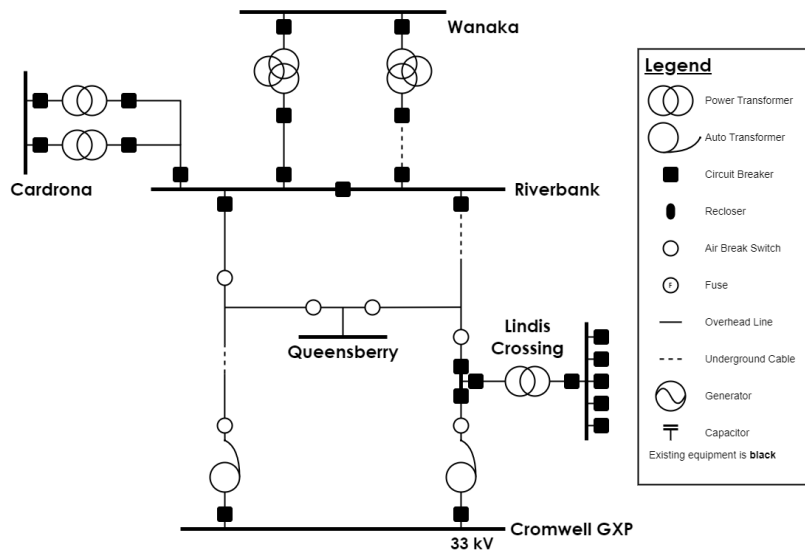 Wanaka
Cardrona
Riverbank
Queensberry
Lindis
Crossing
Cromwell GXP
33 kV
Legend
Power Transformer
Auto Transformer
Circuit Breaker
Recloser
Air Break Switch
F
Fuse
Overhead Line
Underground Cable
Generator
Capacitor
Existing equipment is black